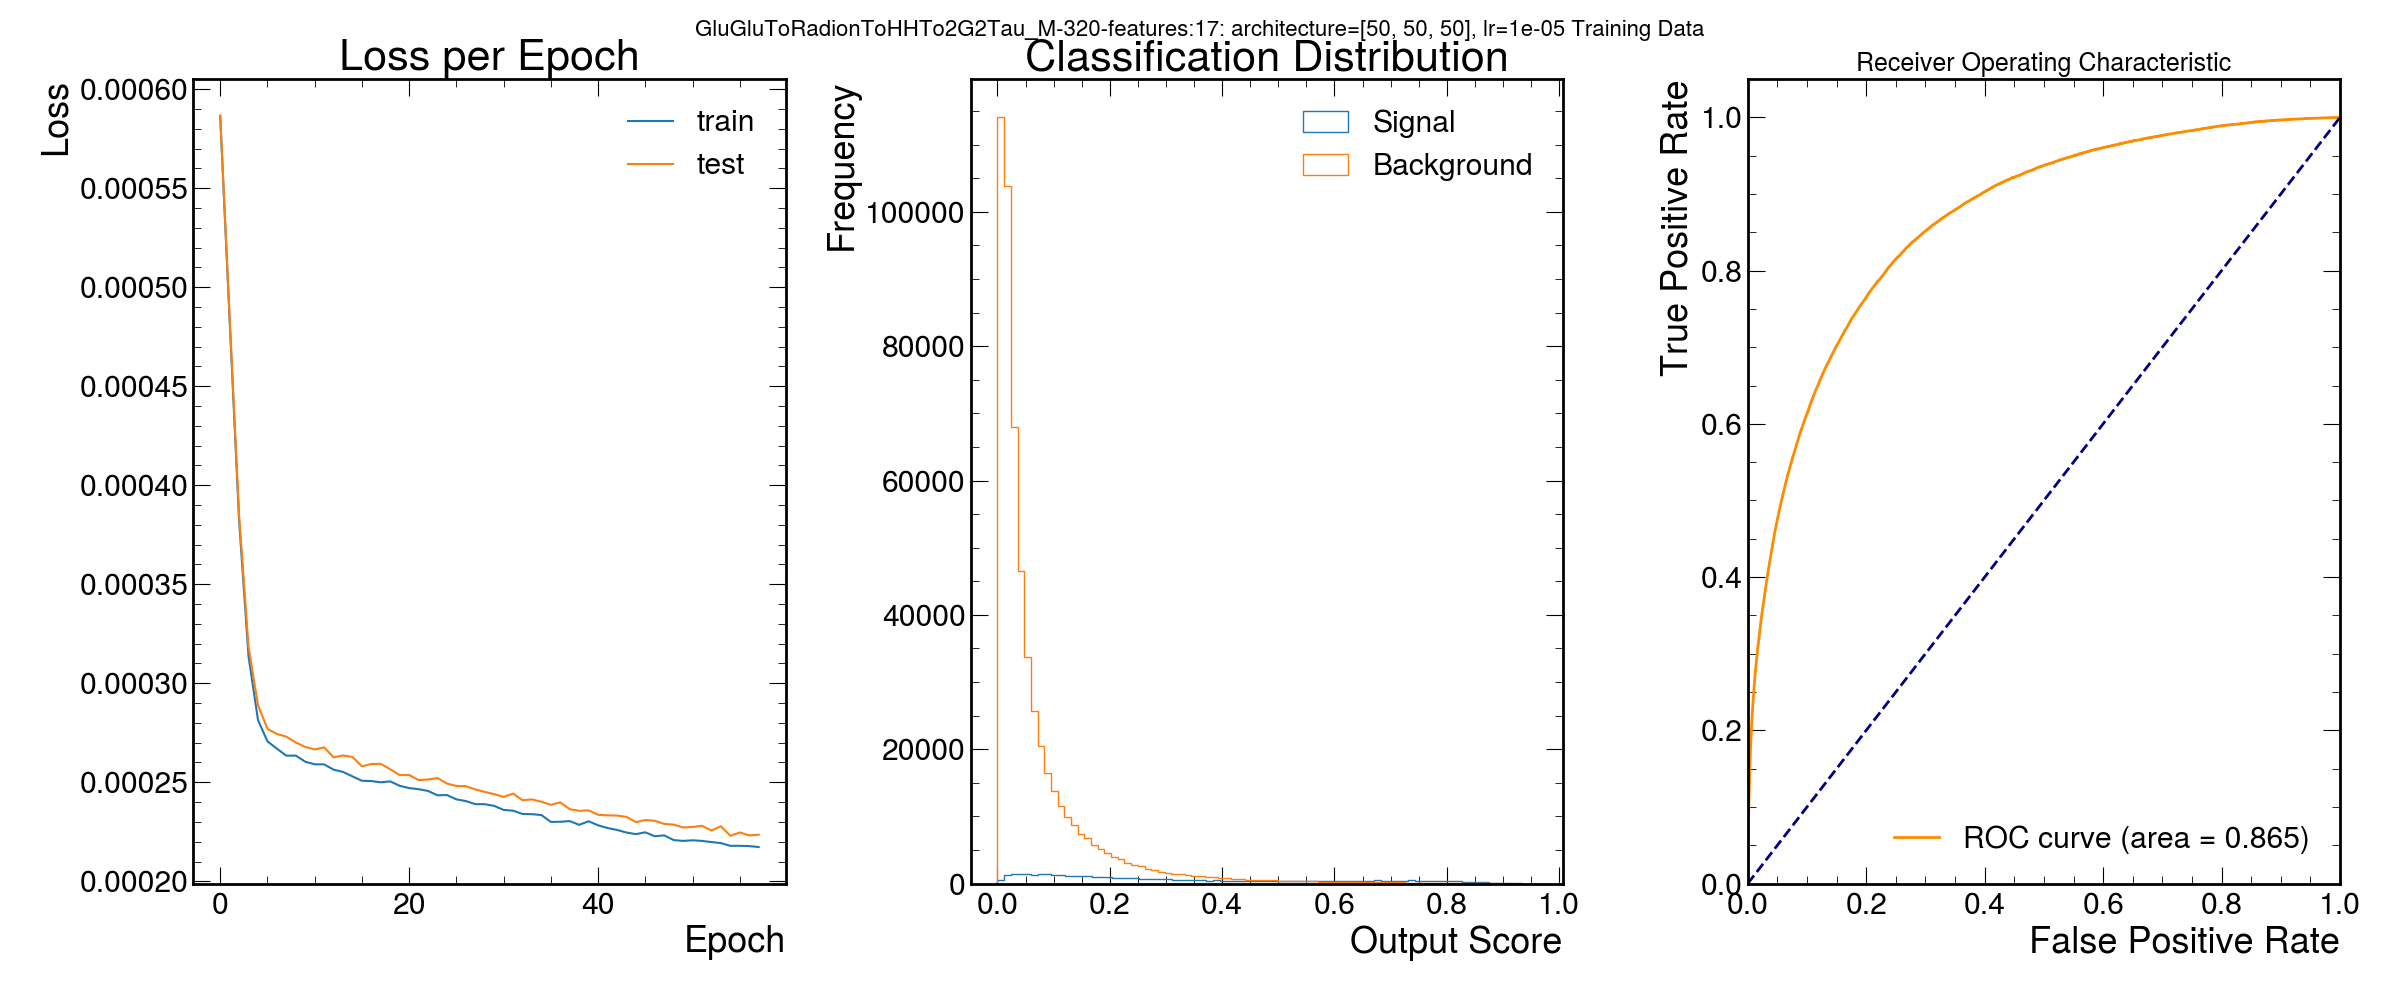 GluGluToRadionToHHTo2G2Tau_M-320-features:17: architecture=[50, 50, 50], lr=1e-05 Training Data
Loss per Epoch
Loss
0.00060
0.00055
0.00050
0.00045
0.00040
0.00035
0.00030
0.00025
0.00020
train
test
0 20 40
Epoch
Classification Distribution
Frequency
100000
80000
60000
40000
20000
0
Signal
Background
0.0 0.2 0.4 0.6 0.8 1.0
Output Score
Receiver Operating Characteristic
True Positive Rate
1.0
0.8
0.6
0.4
0.2
0.0
ROC curve (area = 0.865)
0.0 0.2 0.4 0.6 0.8 1.0
False Positive Rate